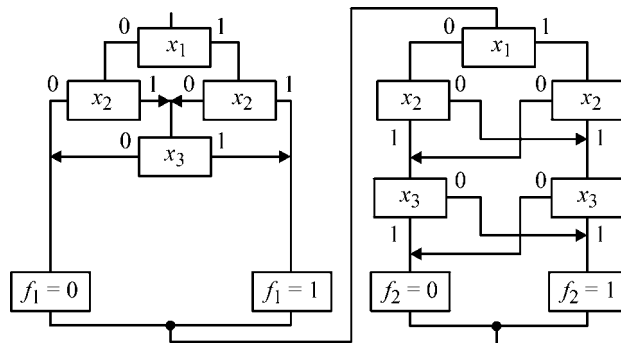 0 1 0 1
x₁ x₁
0 1 0 1 0 0
x₂ x₂ x₂ x₂
0 1 1 1
x₃ 0 0
x₃ x₃
1 1
f₁ = 0 f₁ = 1 f₂ = 0 f₂ = 1